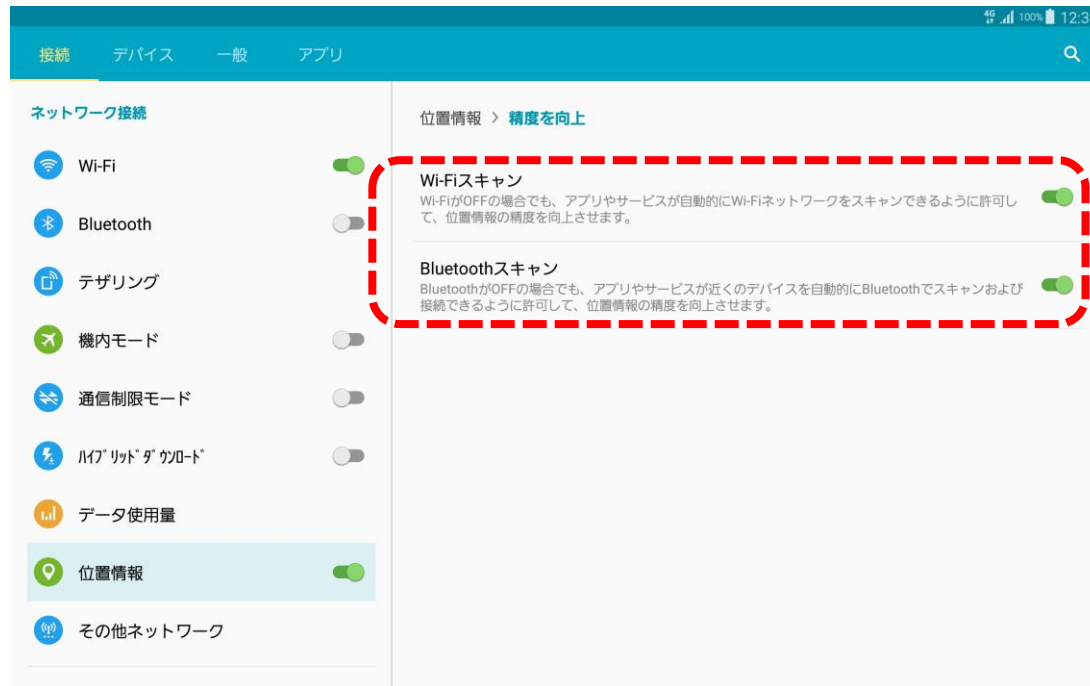 4G 100% 12:3
接続 デバイス 一般 アプリ
ネットワーク接続
Wi-Fi
Bluetooth
テザリング
機内モード
通信制限モード
ﾊｲﾌﾞﾘｯﾄﾞﾀﾞｳﾝﾛｰﾄﾞ
データ使用量
位置情報
その他ネットワーク
位置情報 > 精度を向上
Wi-Fiスキャン
Wi-FiがOFFの場合でも、アプリやサービスが自動的にWi-Fiネットワークをスキャンできるように許可し
て、位置情報の精度を向上させます。
Bluetoothスキャン
BluetoothがOFFの場合でも、アプリやサービスが近くのデバイスを自動的にBluetoothでスキャンおよび
接続できるように許可して、位置情報の精度を向上させます。